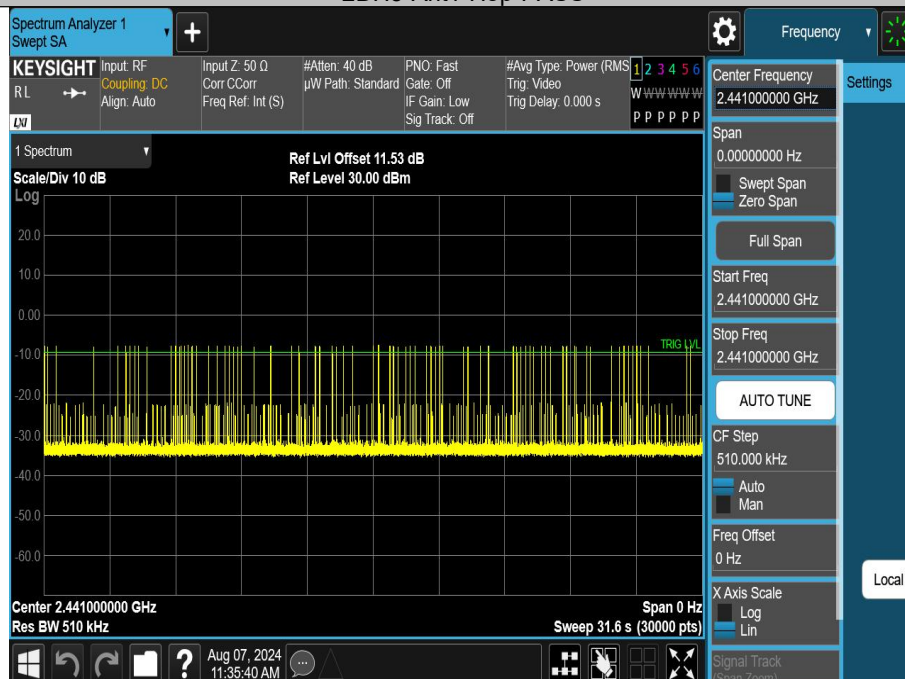 Spectrum Analyzer 1
Swept SA
+
Frequency
KEYSIGHT
RL
LXI
Input: RF
Coupling: DC
Align: Auto
Input Z: 50 Ω
Corr CCorr
Freq Ref: Int (S)
#Atten: 40 dB
µW Path: Standard
PNO: Fast
Gate: Off
IF Gain: Low
Sig Track: Off
#Avg Type: Power (RMS
Trig: Video
Trig Delay: 0.000 s
1 2 3 4 5 6
W W W W W W
P P P P P P
1 Spectrum
Scale/Div 10 dB
Log
Ref Lvl Offset 11.53 dB
Ref Level 30.00 dBm
20.0
10.0
0.00
-10.0
-20.0
-30.0
-40.0
-50.0
-60.0
TRIG LVL
Center 2.441000000 GHz
Res BW 510 kHz
Span 0 Hz
Sweep 31.6 s (30000 pts)
?
Aug 07, 2024
11:35:40 AM
Center Frequency
2.441000000 GHz
Span
0.00000000 Hz
Swept Span
Zero Span
Full Span
Start Freq
2.441000000 GHz
Stop Freq
2.441000000 GHz
AUTO TUNE
CF Step
510.000 kHz
Auto
Man
Freq Offset
0 Hz
X Axis Scale
Log
Lin
Signal Track
(Span Zoom)
Settings
Local